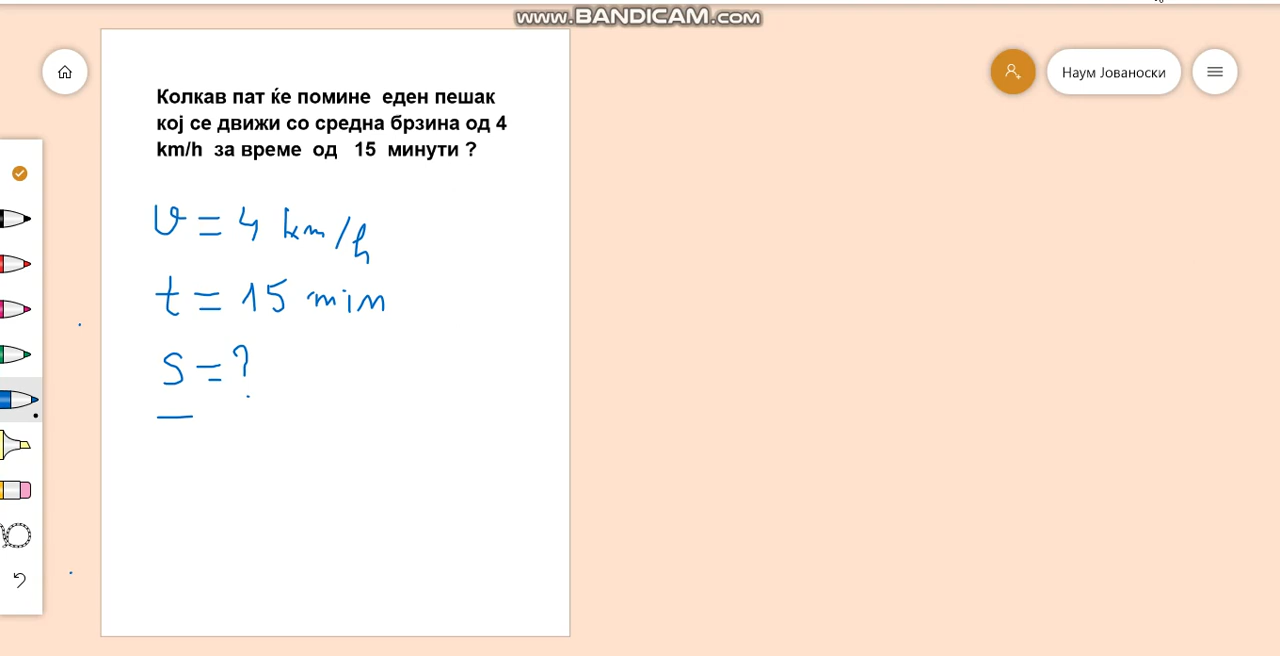 www.BANDICAM.com
Наум Јованоски
Колкав пат ќе помине еден пешак
кој се движи со средна брзина од 4
km/h за време од 15 минути ?
v = 4 km/h
t = 15 min
s = ?